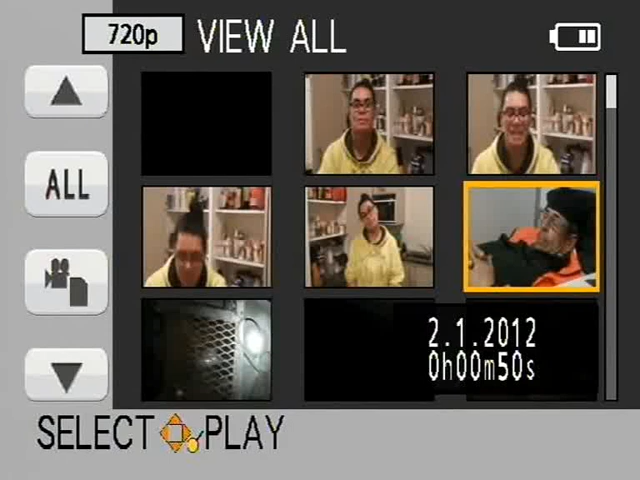 720p VIEW ALL
ALL
2.1.2012
0h00m50s
SELECT PLAY